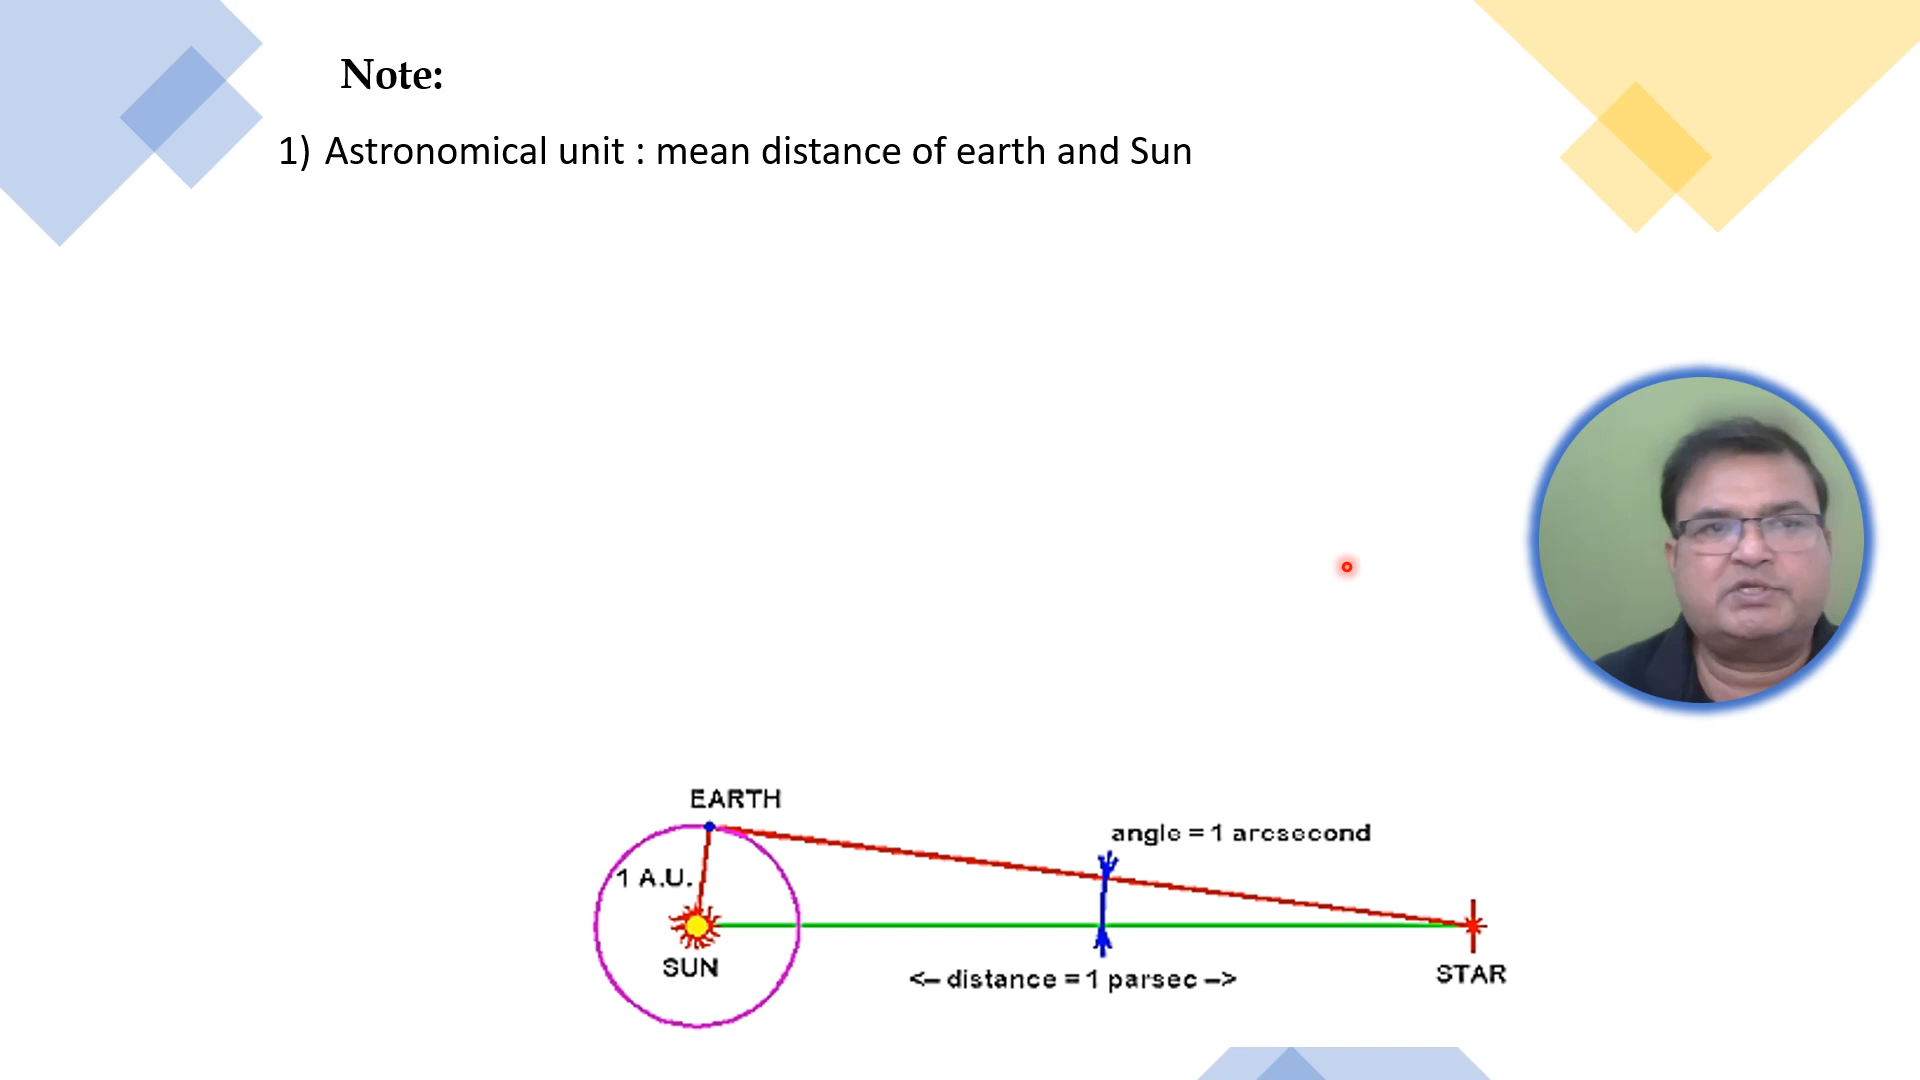 Note:
1) Astronomical unit : mean distance of earth and Sun
EARTH
angle = 1 arcsecond
1 A.U.
SUN
<– distance = 1 parsec –>
STAR